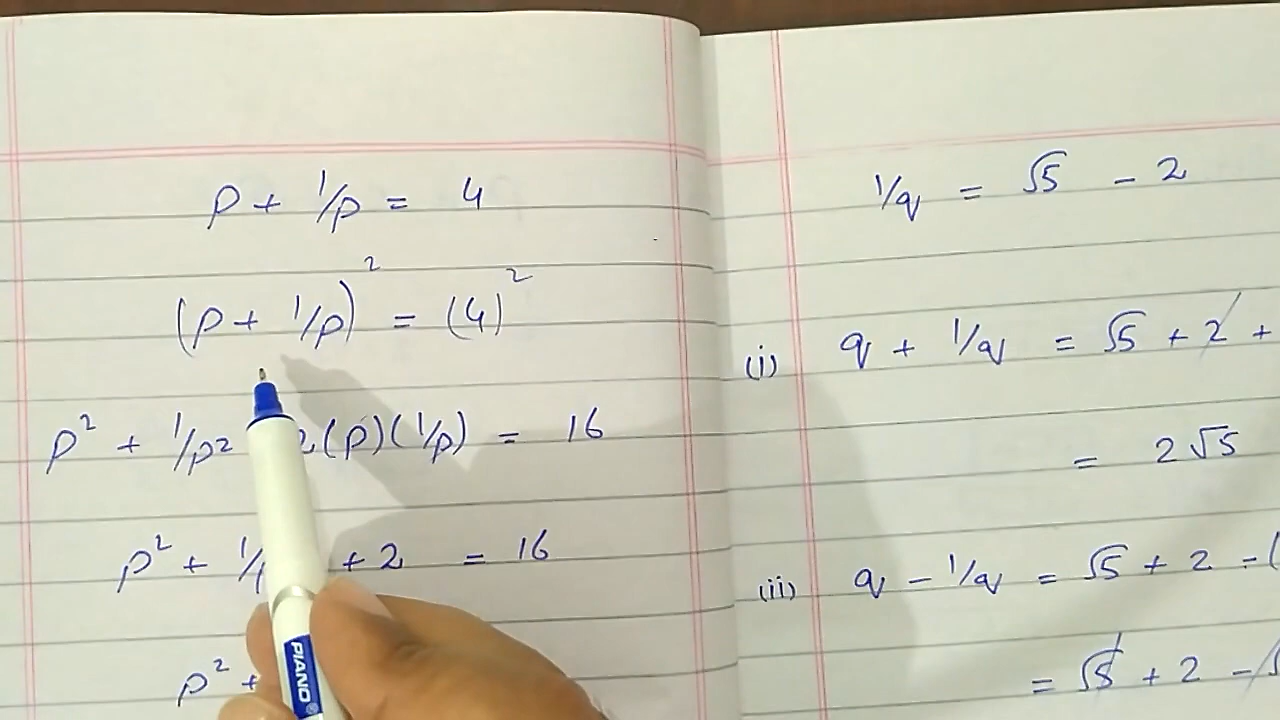 p + 1/p = 4
(p + 1/p)² = (4)²
p² + 1/p² 2(p)(1/p) = 16
p² + 1/p + 2 = 16
p² +
1/q = √5 - 2
(i) q + 1/q = √5 + 2 +
= 2√5
(ii) q - 1/q = √5 + 2 - (
= √5 + 2 - √5
PIANO